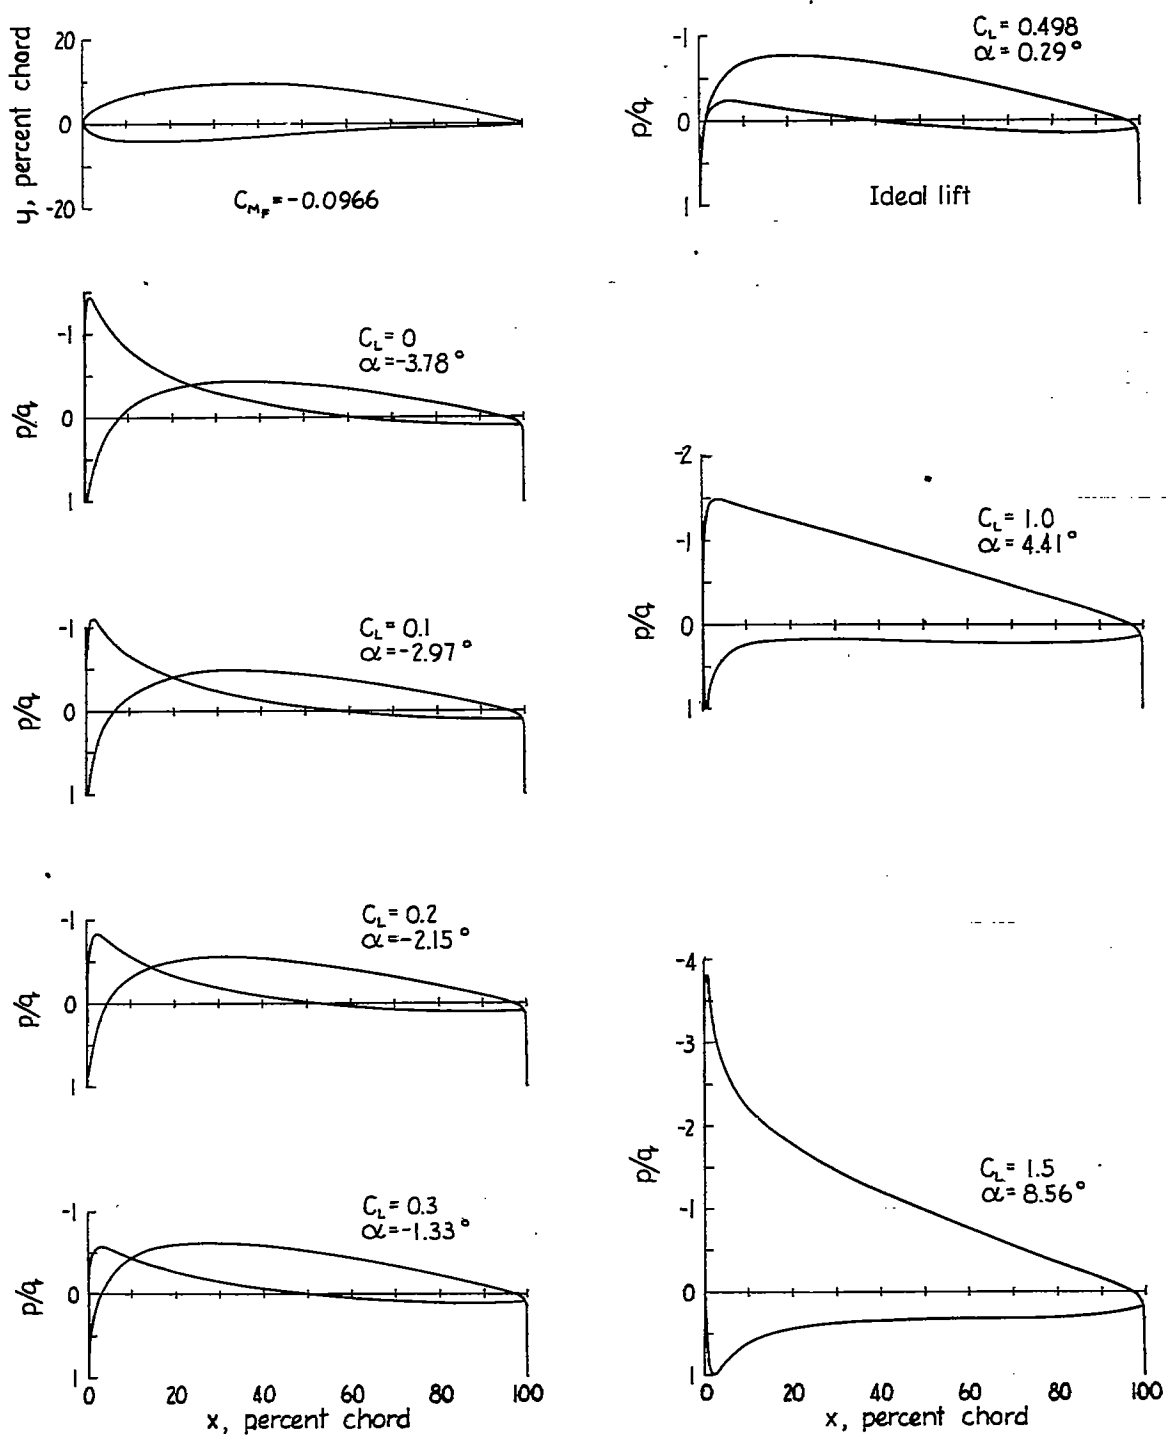 y, percent chord
20
0
-20
C_MF = -0.0966
p/q
-1
0
1
C_L = 0
α = -3.78°
p/q
-1
0
1
C_L = 0.1
α = -2.97°
p/q
-1
0
1
C_L = 0.2
α = -2.15°
p/q
-1
0
1
C_L = 0.3
α = -1.33°
0 20 40 60 80 100
x, percent chord
p/q
-1
0
1
C_L = 0.498
α = 0.29°
Ideal lift
p/q
-2
-1
0
1
C_L = 1.0
α = 4.41°
p/q
-4
-3
-2
-1
0
1
C_L = 1.5
α = 8.56°
0 20 40 60 80 100
x, percent chord